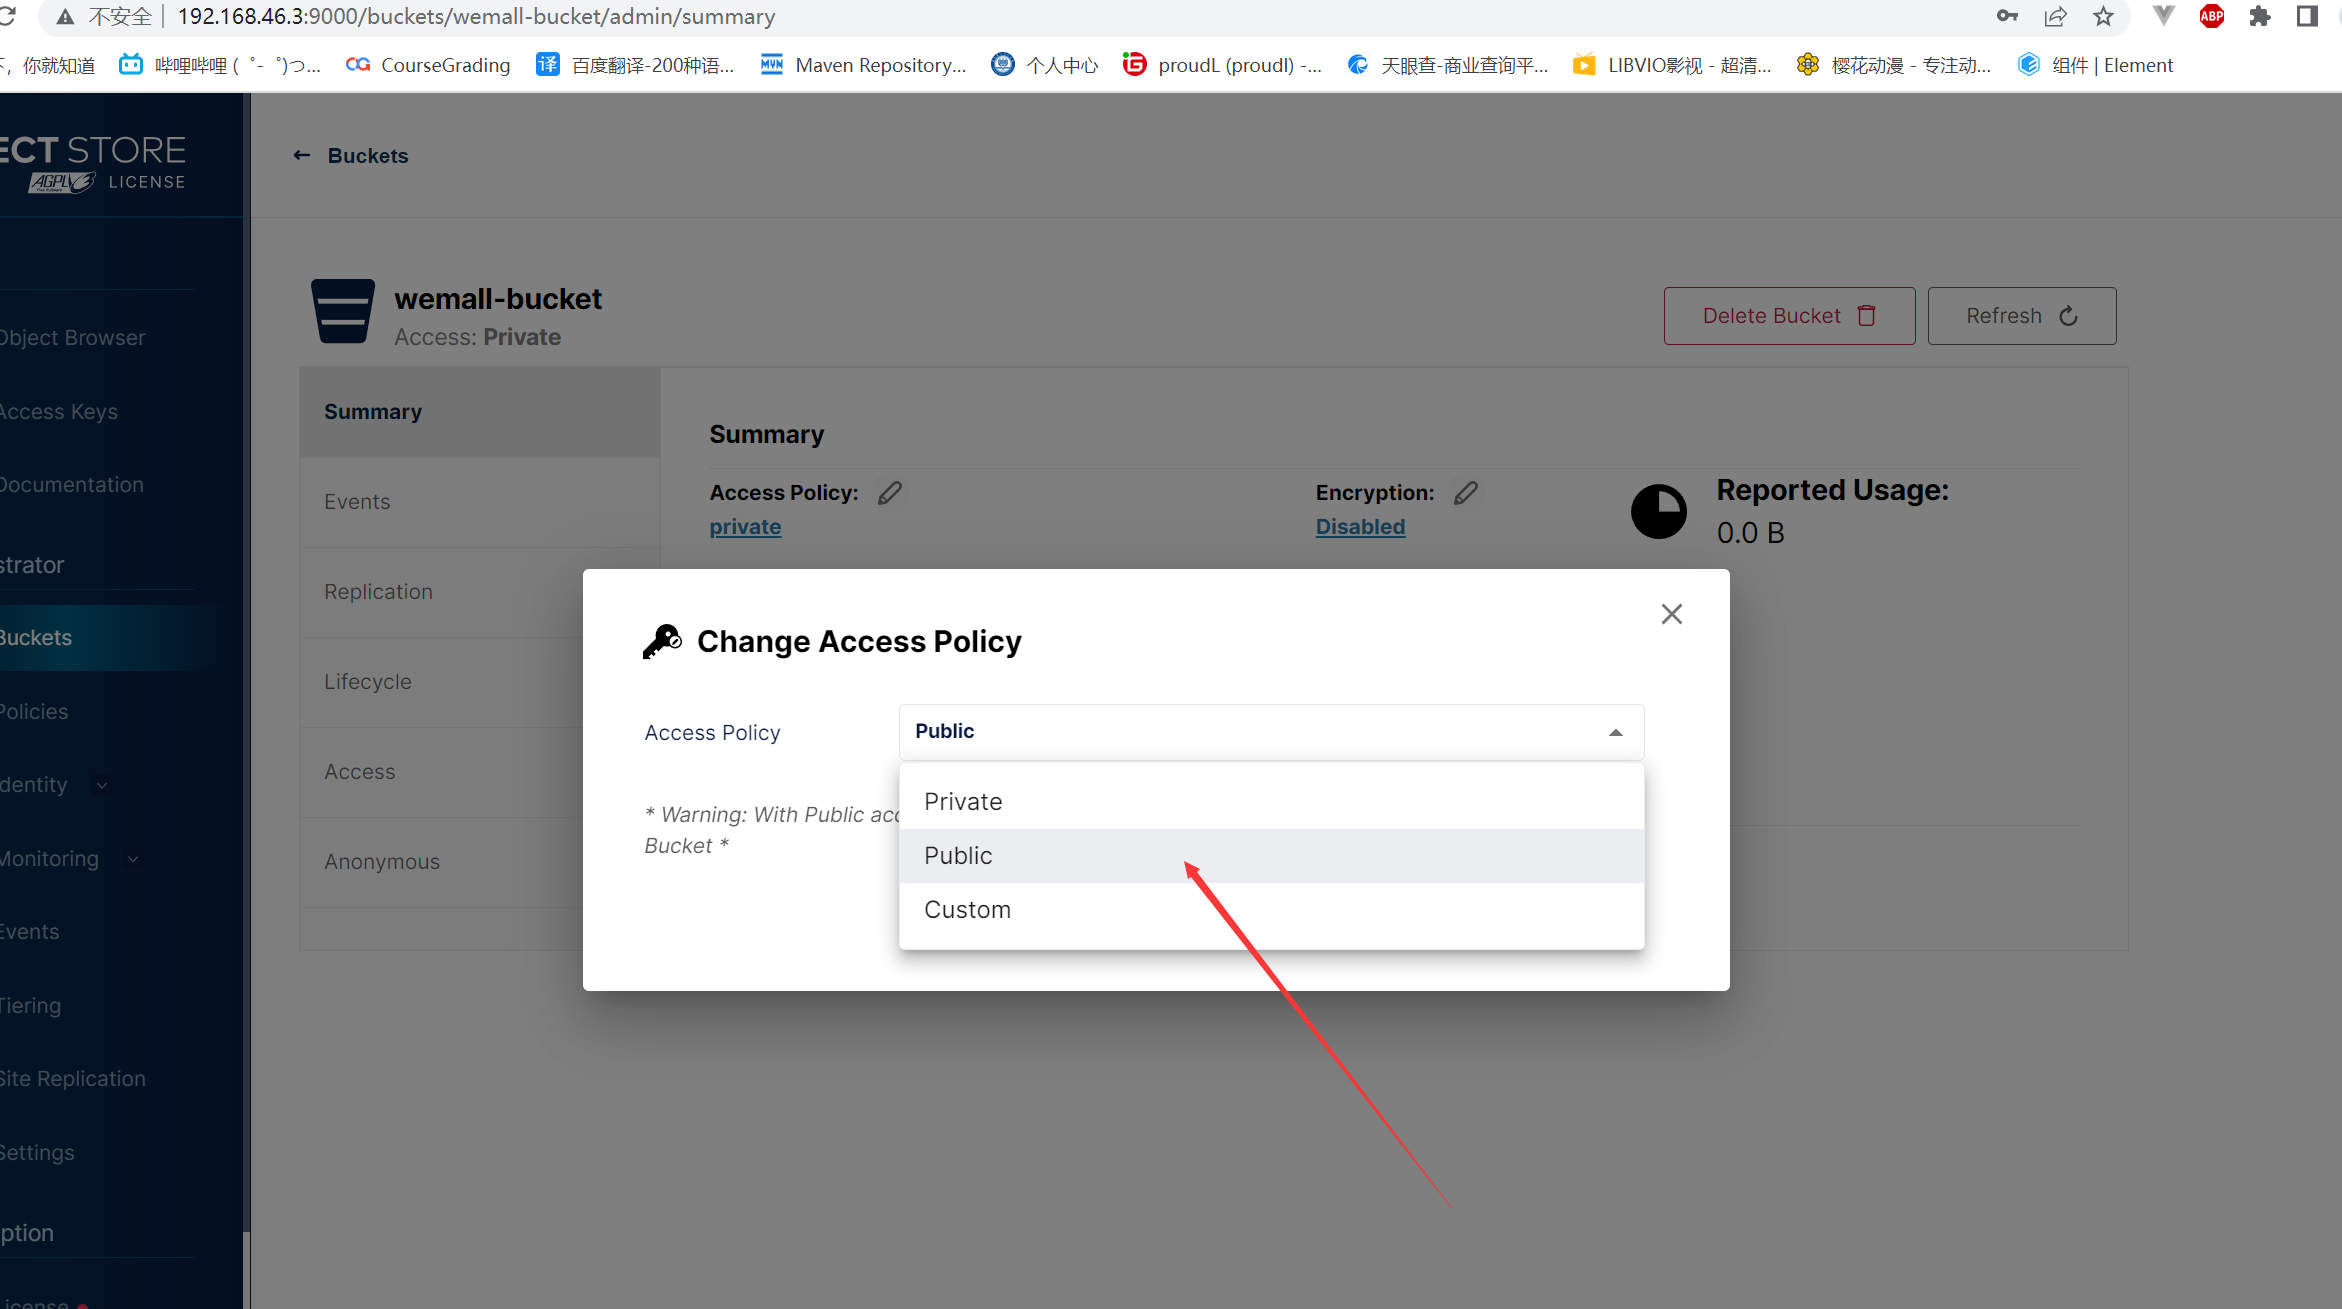 不安全 192.168.46.3:9000/buckets/wemall-bucket/admin/summary
ABP
下，你就知道 哔哩哔哩 (゜-゜)つ... CourseGrading 译 百度翻译-200种语... MVN Maven Repository... 个人中心 proudL (proudl) -... 天眼查-商业查询平... LIBVIO影视 - 超清... 樱花动漫 - 专注动... 组件 | Element
ECT STORE
AGPLv3 LICENSE
Object Browser
Access Keys
Documentation
strator
Buckets
Policies
Identity
Monitoring
Events
Tiering
Site Replication
Settings
ption
License
Buckets
wemall-bucket
Access: Private
Delete Bucket
Refresh
Summary
Events
Replication
Lifecycle
Access
Anonymous
Summary
Access Policy:
private
Encryption:
Disabled
Reported Usage:
0.0 B
Change Access Policy
Access Policy
Public
Private
Public
Custom
* Warning: With Public acc
Bucket *